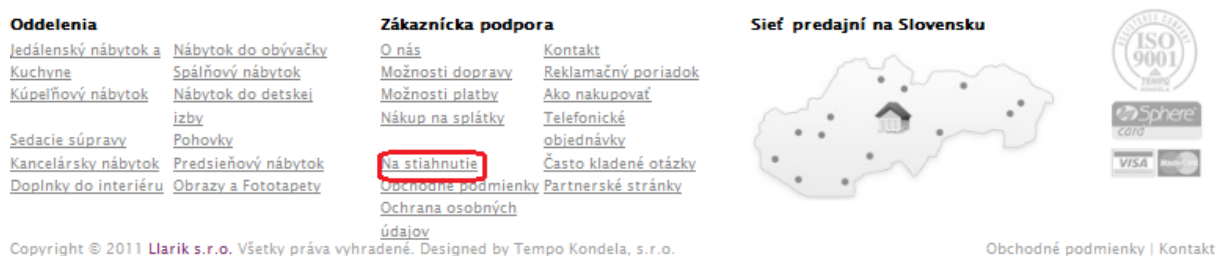 Oddelenia
Jedálenský nábytok a
Kuchyne
Kúpeľňový nábytok
Sedacie súpravy
Kancelársky nábytok
Doplnky do interiéru
Nábytok do obývačky
Spálňový nábytok
Nábytok do detskej
izby
Pohovky
Predsieňový nábytok
Obrazy a Fototapety
Zákaznícka podpora
O nás
Možnosti dopravy
Možnosti platby
Nákup na splátky
Na stiahnutie
Obchodné podmienky
Ochrana osobných
údajov
Kontakt
Reklamačný poriadok
Ako nakupovať
Telefonické
objednávky
Často kladené otázky
Partnerské stránky
Sieť predajní na Slovensku
ISO
9001
TEMPO
KONDELA
Sphere
card
VISA MasterCard
Copyright © 2011 Llarik s.r.o. Všetky práva vyhradené. Designed by Tempo Kondela, s.r.o.
Obchodné podmienky | Kontakt